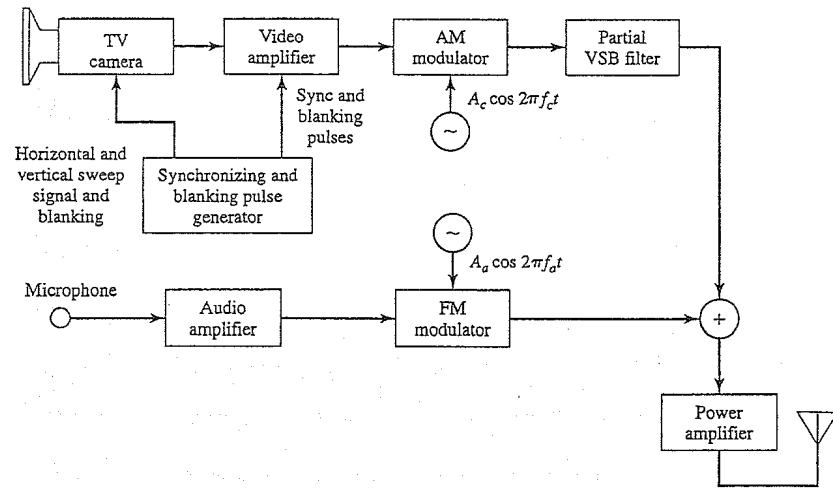 TV
camera
Video
amplifier
AM
modulator
Partial
VSB filter
Sync and
blanking
pulses
A_c cos 2πf_ct
~
Horizontal and
vertical sweep
signal and
blanking
Synchronizing and
blanking pulse
generator
~
A_a cos 2πf_at
Microphone
Audio
amplifier
FM
modulator
+
Power
amplifier